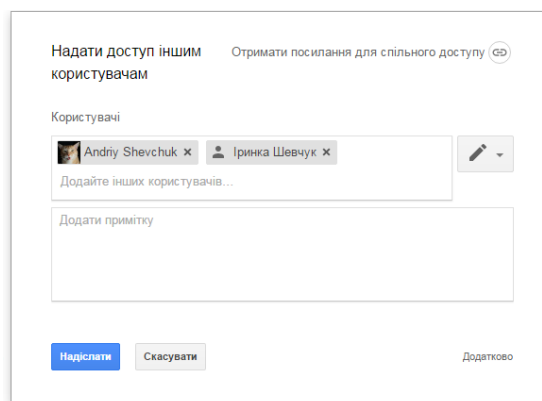 Надати доступ іншим користувачам
Отримати посилання для спільного доступу
Користувачі
Andriy Shevchuk × Іринка Шевчук ×
Додайте інших користувачів...
Додати примітку
Надіслати Скасувати Додатково